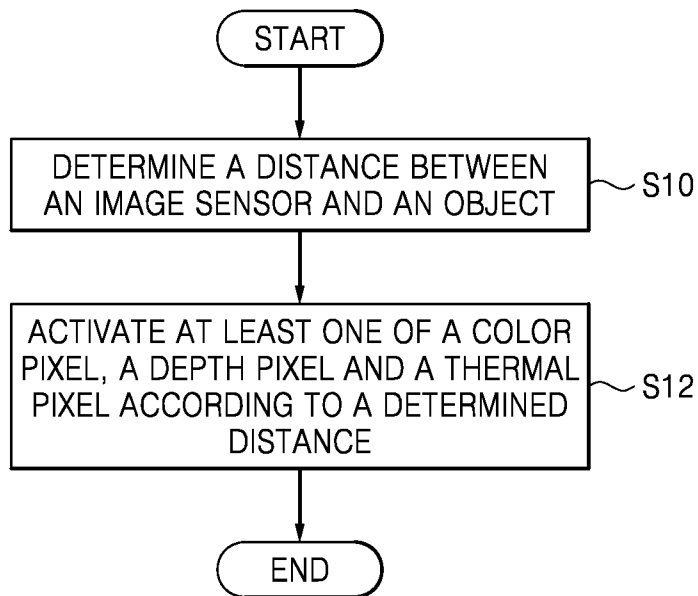 START
DETERMINE A DISTANCE BETWEEN
AN IMAGE SENSOR AND AN OBJECT
S10
ACTIVATE AT LEAST ONE OF A COLOR
PIXEL, A DEPTH PIXEL AND A THERMAL
PIXEL ACCORDING TO A DETERMINED
DISTANCE
S12
END